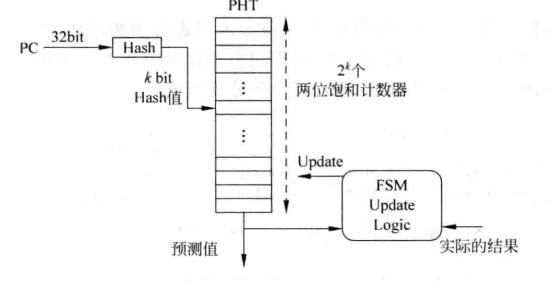 PHT
32bit
PC
Hash
k bit
Hash值
2^k个
两位饱和计数器
⋮
⋮
Update
FSM
Update
Logic
预测值
实际的结果